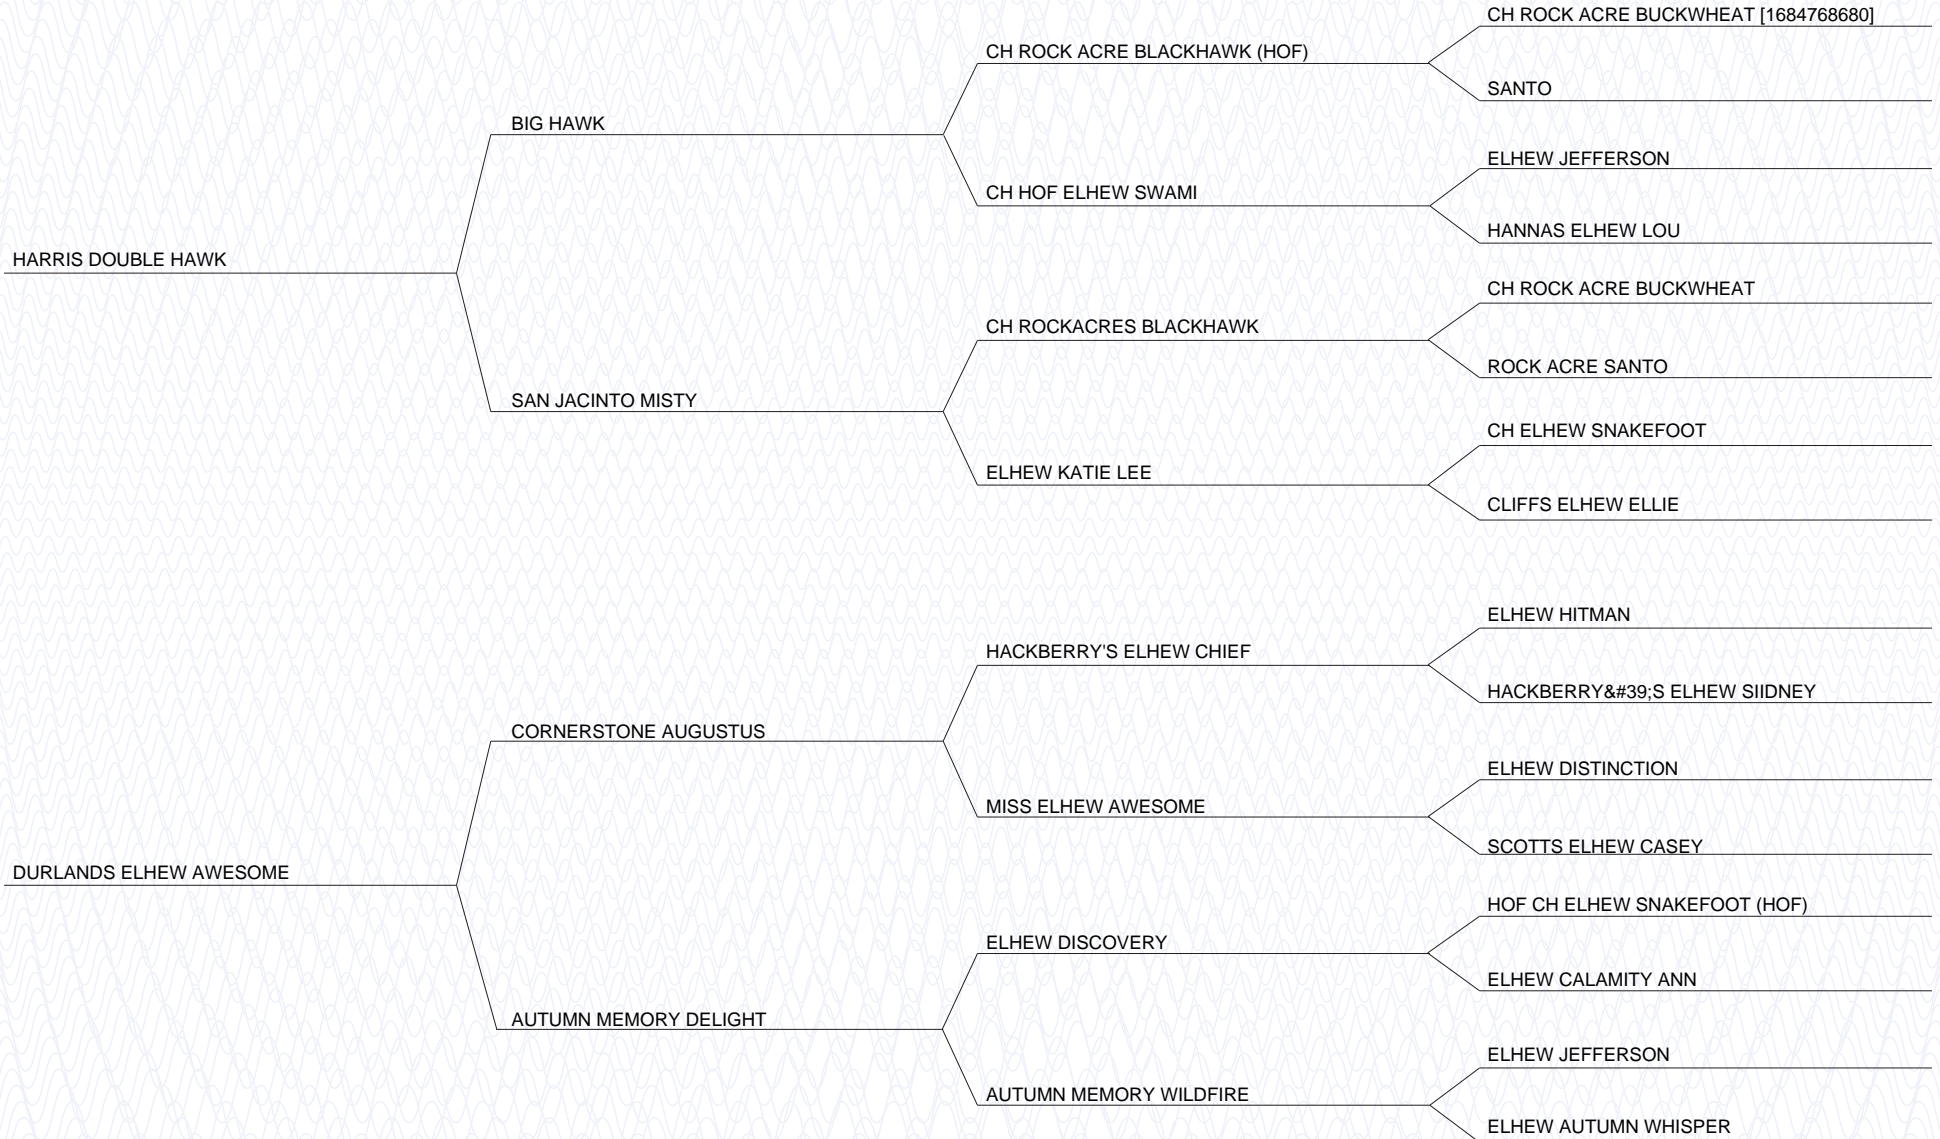 CH ROCK ACRE BUCKWHEAT [1684768680]
CH ROCK ACRE BLACKHAWK (HOF)
SANTO
BIG HAWK
ELHEW JEFFERSON
CH HOF ELHEW SWAMI
HANNAS ELHEW LOU
HARRIS DOUBLE HAWK
CH ROCK ACRE BUCKWHEAT
CH ROCKACRES BLACKHAWK
ROCK ACRE SANTO
SAN JACINTO MISTY
CH ELHEW SNAKEFOOT
ELHEW KATIE LEE
CLIFFS ELHEW ELLIE
ELHEW HITMAN
HACKBERRY'S ELHEW CHIEF
HACKBERRY&#39;S ELHEW SIIDNEY
CORNERSTONE AUGUSTUS
ELHEW DISTINCTION
MISS ELHEW AWESOME
SCOTTS ELHEW CASEY
DURLANDS ELHEW AWESOME
HOF CH ELHEW SNAKEFOOT (HOF)
ELHEW DISCOVERY
ELHEW CALAMITY ANN
AUTUMN MEMORY DELIGHT
ELHEW JEFFERSON
AUTUMN MEMORY WILDFIRE
ELHEW AUTUMN WHISPER